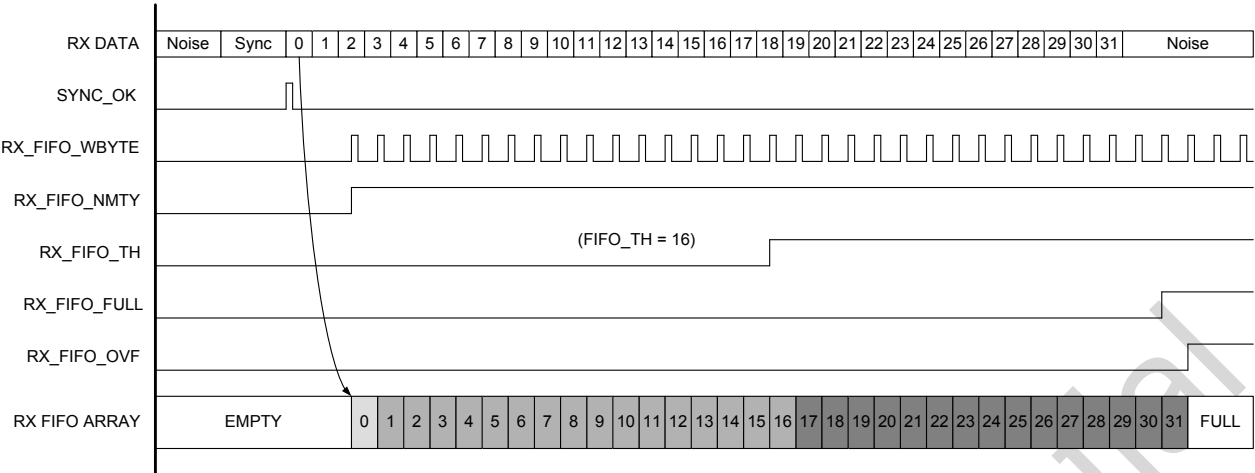 RX DATA Noise Sync 0 1 2 3 4 5 6 7 8 9 10 11 12 13 14 15 16 17 18 19 20 21 22 23 24 25 26 27 28 29 30 31 Noise
SYNC_OK
RX_FIFO_WBYTE
RX_FIFO_NMTY
RX_FIFO_TH (FIFO_TH = 16)
RX_FIFO_FULL
RX_FIFO_OVF
RX FIFO ARRAY EMPTY 0 1 2 3 4 5 6 7 8 9 10 11 12 13 14 15 16 17 18 19 20 21 22 23 24 25 26 27 28 29 30 31 FULL